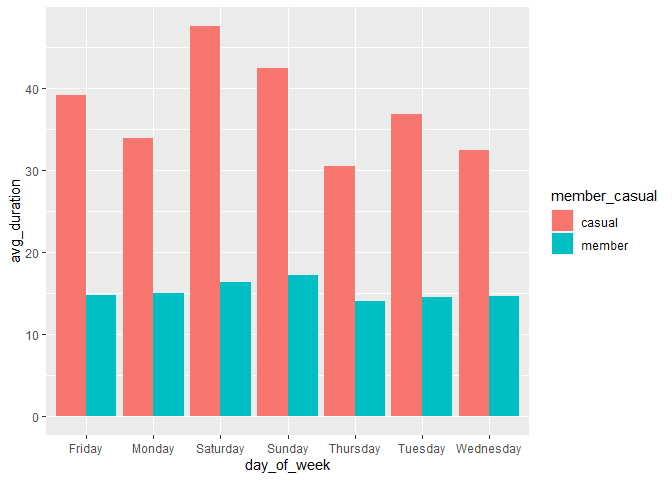 avg_duration
40
30
20
10
0
Friday Monday Saturday Sunday Thursday Tuesday Wednesday
day_of_week
member_casual
casual
member